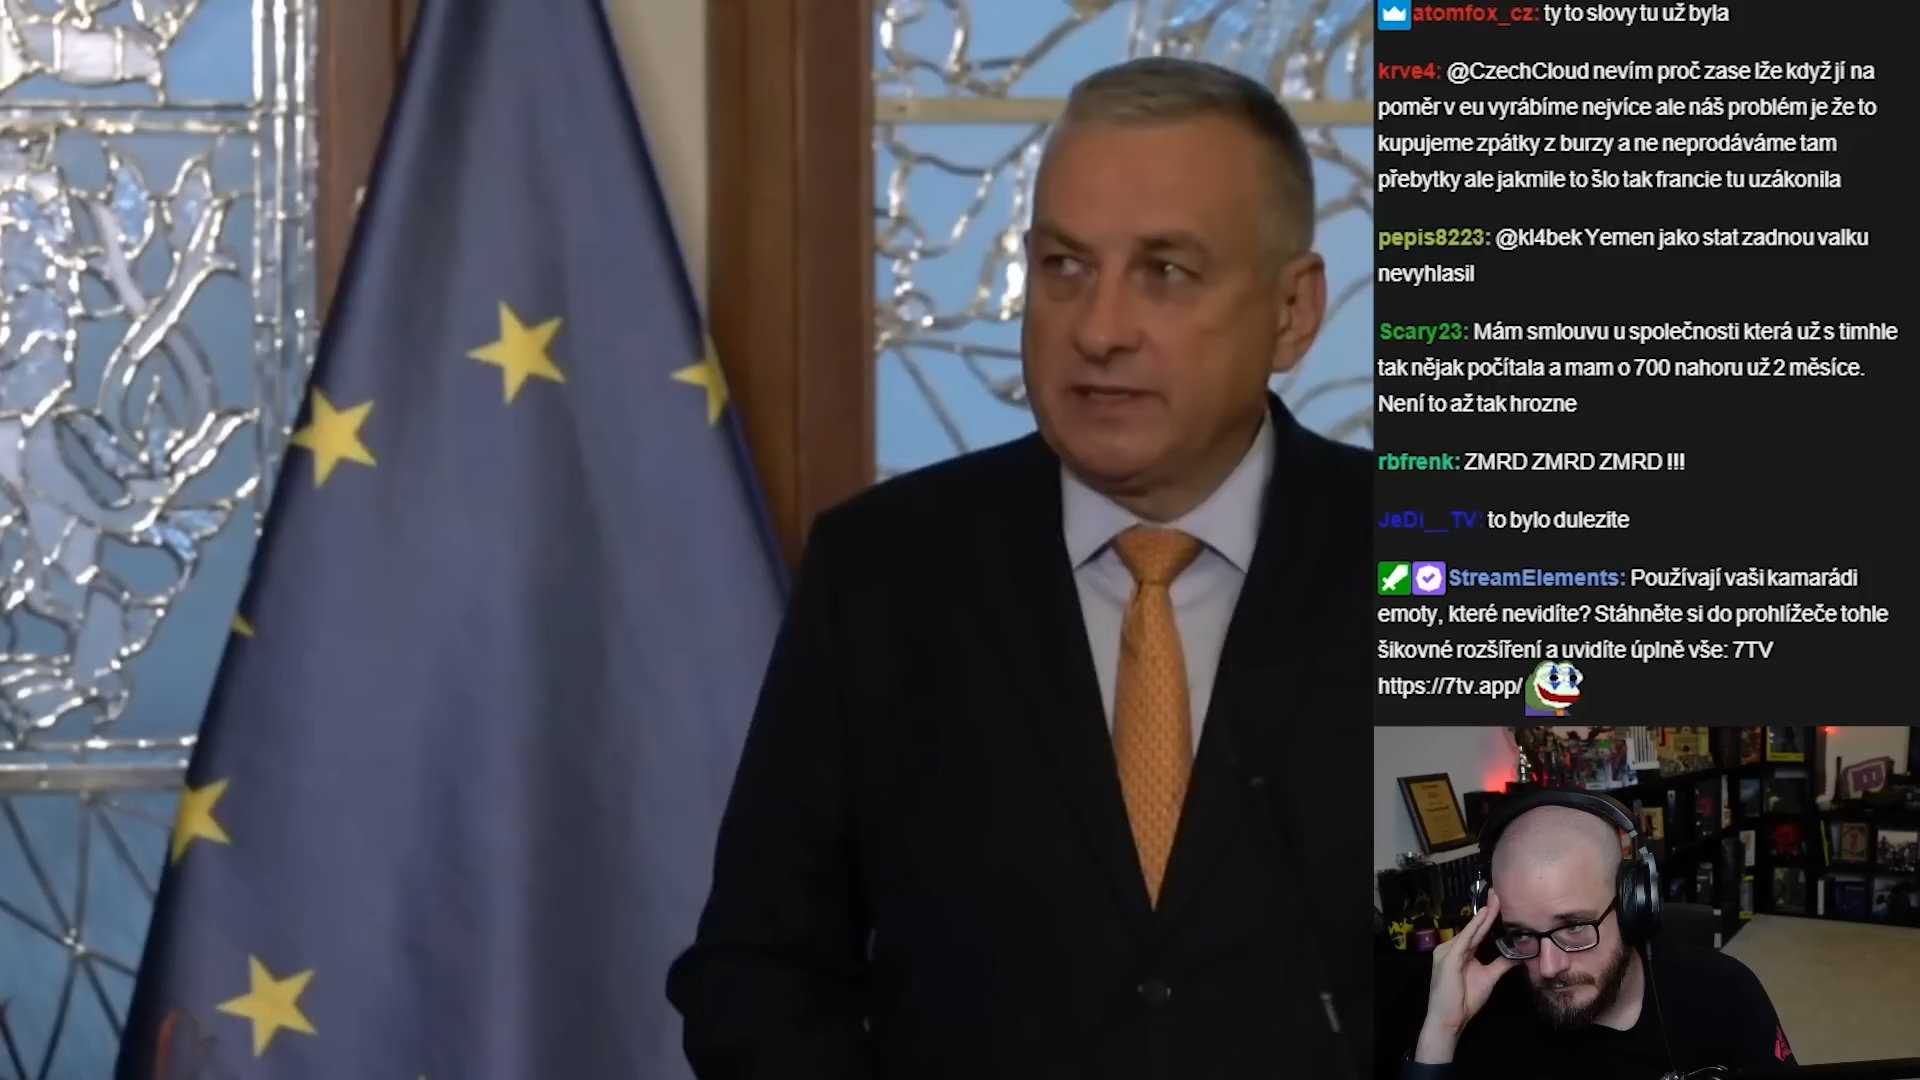 atomfox_cz: ty to slovy tu už byla
krve4: @CzechCloud nevím proč zase lže když jí na
poměr v eu vyrábíme nejvíce ale náš problém je že to
kupujeme zpátky z burzy a ne neprodáváme tam
přebytky ale jakmile to šlo tak francie tu uzákonila
pepis8223: @kl4bek Yemen jako stat zadnou valku
nevyhlasil
Scary23: Mám smlouvu u společnosti která už s timhle
tak nějak počítala a mam o 700 nahoru už 2 měsíce.
Není to až tak hrozne
rbfrenk: ZMRD ZMRD ZMRD !!!
JeDi__TV: to bylo dulezite
StreamElements: Používají vaši kamarádi
emoty, které nevidíte? Stáhněte si do prohlížeče tohle
šikovné rozšíření a uvidíte úplně vše: 7TV
https://7tv.app/